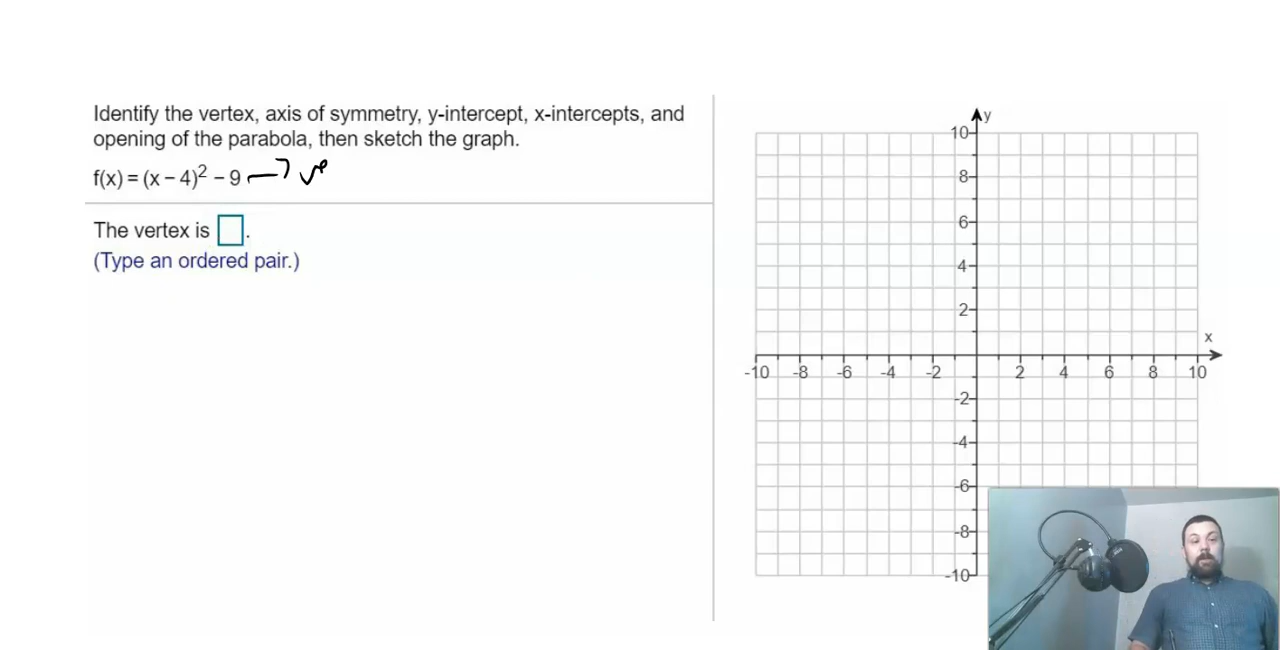 Identify the vertex, axis of symmetry, y-intercept, x-intercepts, and
opening of the parabola, then sketch the graph.
f(x) = (x − 4)² − 9 → ve
The vertex is .
(Type an ordered pair.)
y
10
8
6
4
2
x
-10 -8 -6 -4 -2 2 4 6 8 10
-2
-4
-6
-8
-10